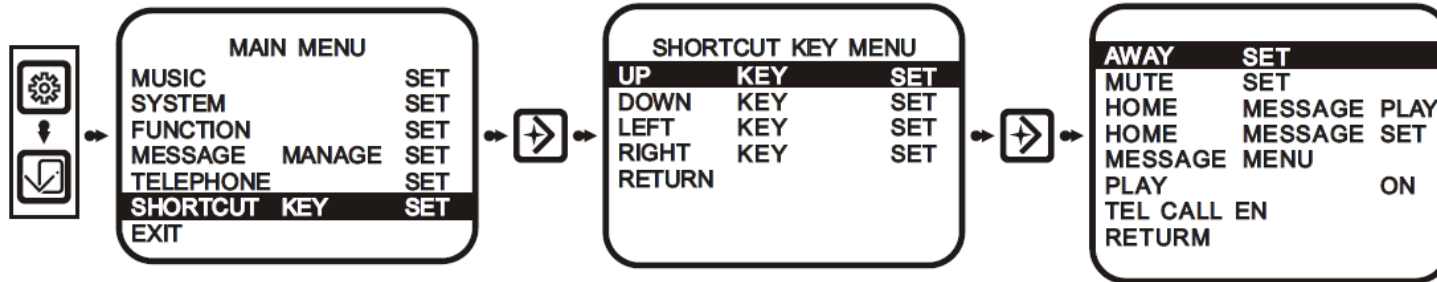 MAIN MENU
MUSIC SET
SYSTEM SET
FUNCTION SET
MESSAGE MANAGE SET
TELEPHONE SET
SHORTCUT KEY SET
EXIT
SHORTCUT KEY MENU
UP KEY SET
DOWN KEY SET
LEFT KEY SET
RIGHT KEY SET
RETURN
AWAY SET
MUTE SET
HOME MESSAGE PLAY
HOME MESSAGE SET
MESSAGE MENU
PLAY ON
TEL CALL EN
RETURM